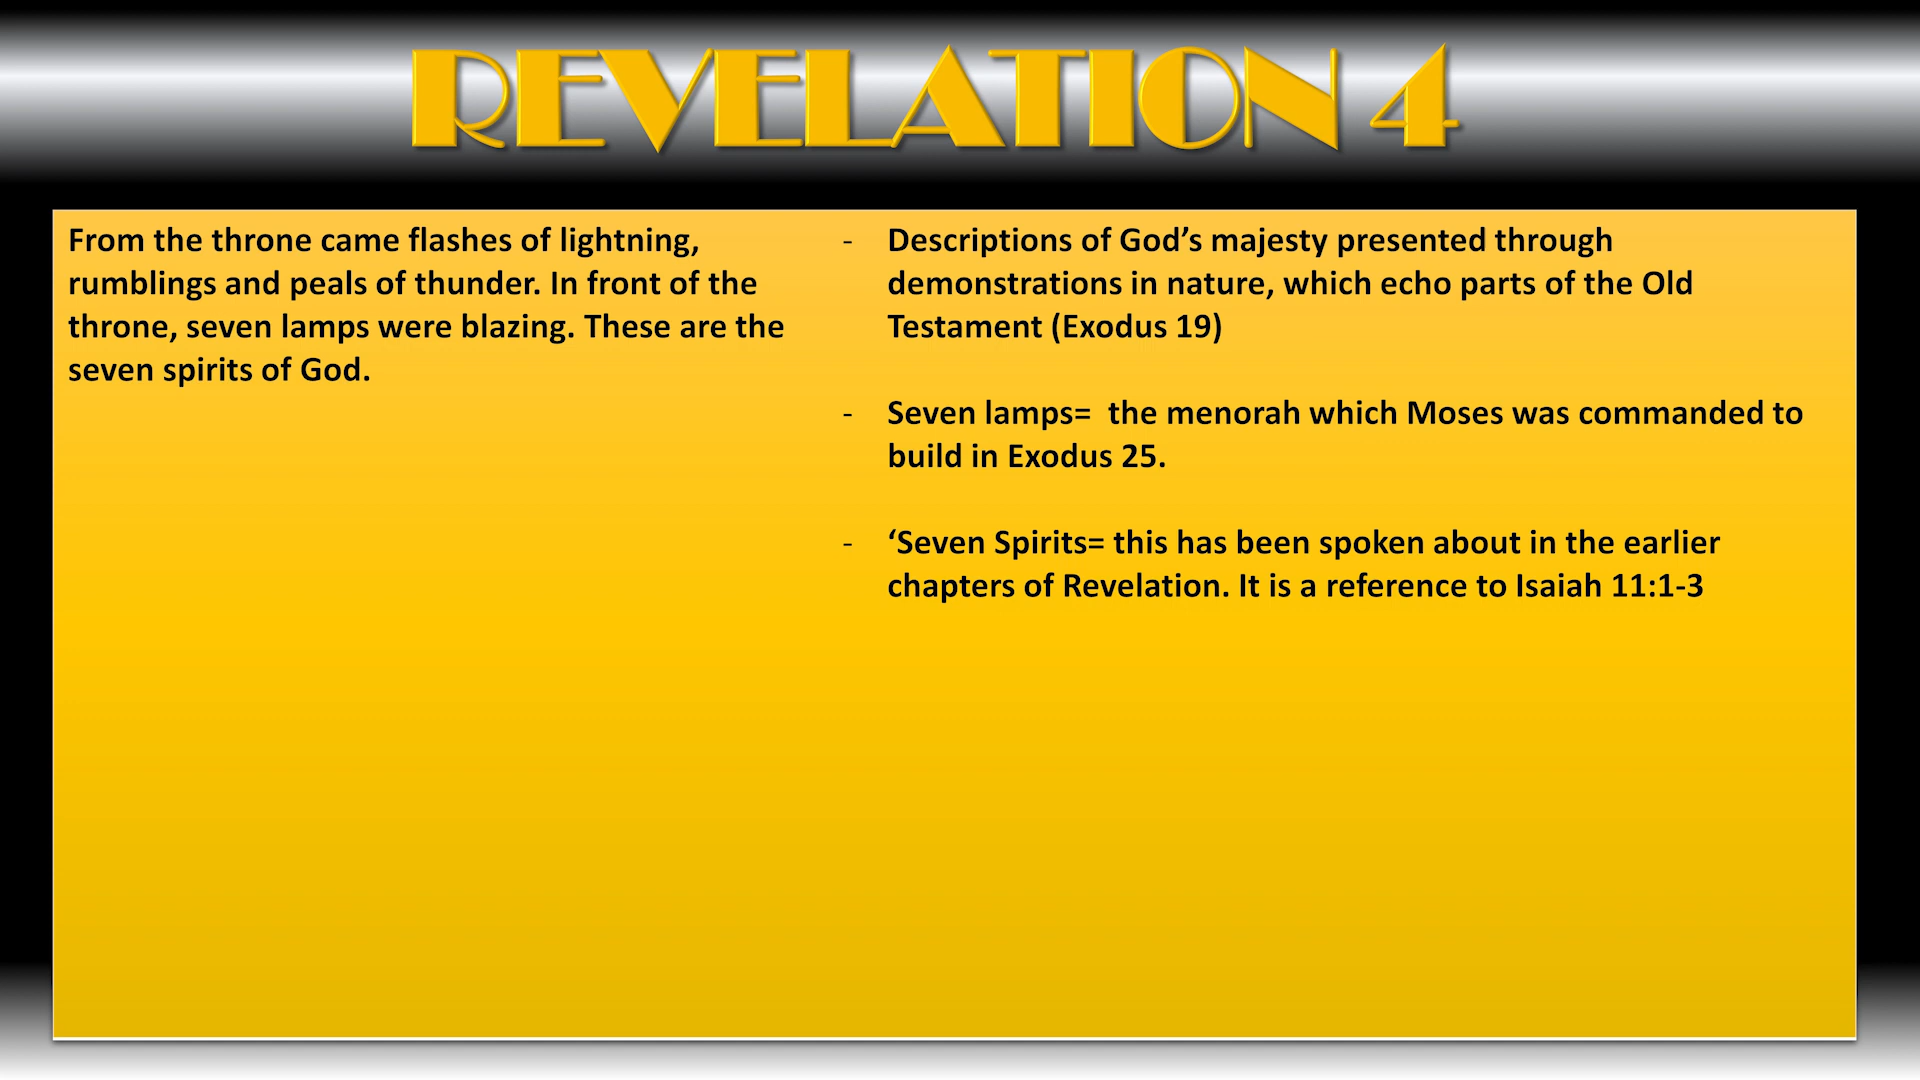 REVELATION 4
From the throne came flashes of lightning,
rumblings and peals of thunder. In front of the
throne, seven lamps were blazing. These are the
seven spirits of God.
- Descriptions of God’s majesty presented through
demonstrations in nature, which echo parts of the Old
Testament (Exodus 19)
- Seven lamps=  the menorah which Moses was commanded to
build in Exodus 25.
- ‘Seven Spirits= this has been spoken about in the earlier
chapters of Revelation. It is a reference to Isaiah 11:1-3